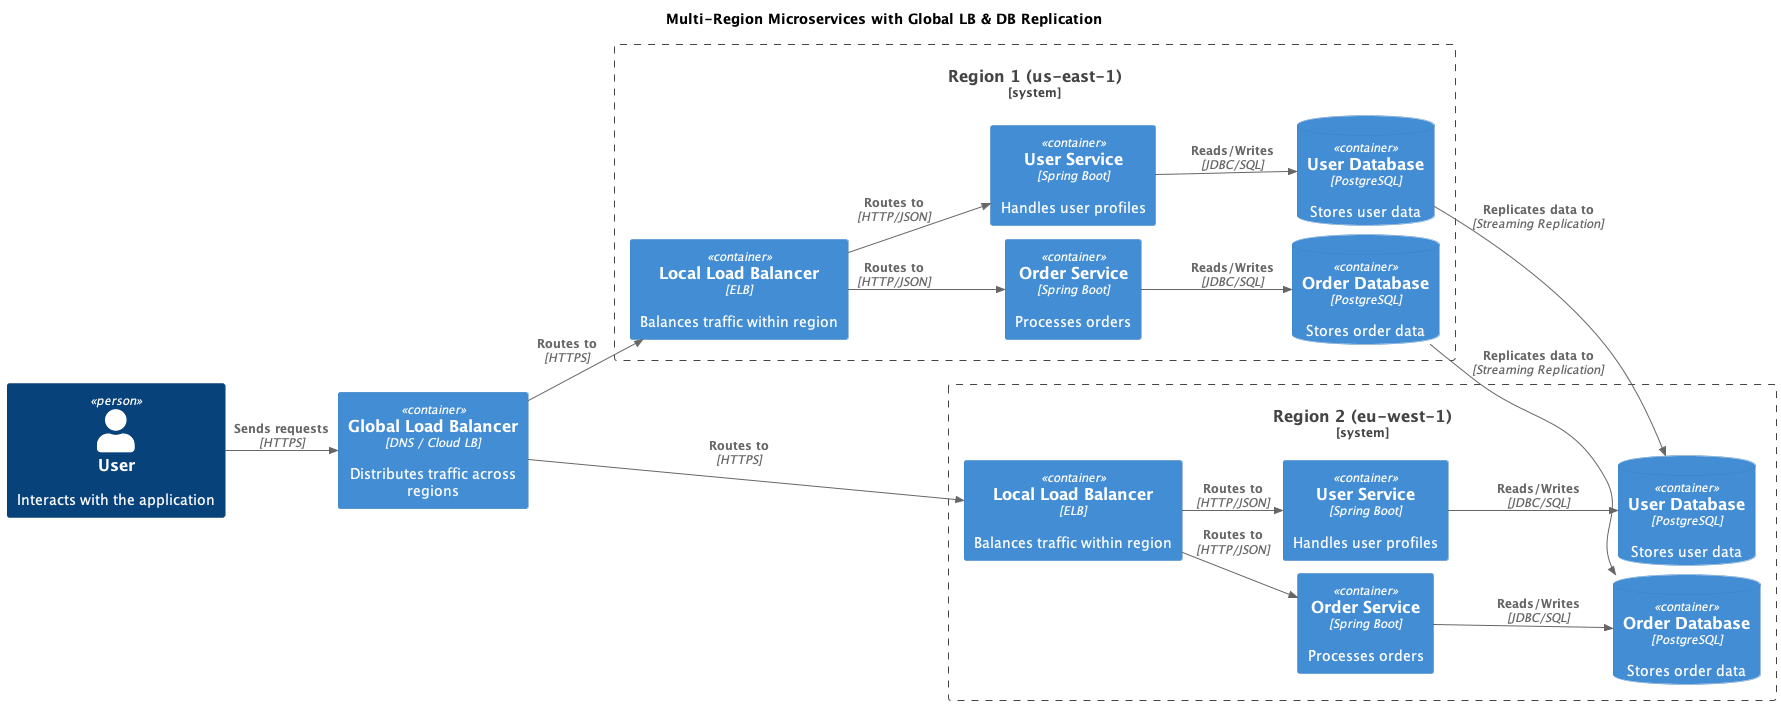 Multi-Region Microservices with Global LB & DB Replication
Region 1 (us-east-1)
[system]
«container»
User Service
[Spring Boot]
Handles user profiles
Reads/Writes
[JDBC/SQL]
«container»
User Database
[PostgreSQL]
Stores user data
Routes to
[HTTP/JSON]
Replicates data to
[Streaming Replication]
«container»
Local Load Balancer
[ELB]
Balances traffic within region
Routes to
[HTTP/JSON]
«container»
Order Service
[Spring Boot]
Processes orders
Reads/Writes
[JDBC/SQL]
«container»
Order Database
[PostgreSQL]
Stores order data
Routes to
[HTTPS]
Replicates data to
[Streaming Replication]
«person»
User
Interacts with the application
Sends requests
[HTTPS]
«container»
Global Load Balancer
[DNS / Cloud LB]
Distributes traffic across
regions
Routes to
[HTTPS]
Region 2 (eu-west-1)
[system]
«container»
Local Load Balancer
[ELB]
Balances traffic within region
Routes to
[HTTP/JSON]
«container»
User Service
[Spring Boot]
Handles user profiles
Reads/Writes
[JDBC/SQL]
«container»
User Database
[PostgreSQL]
Stores user data
Routes to
[HTTP/JSON]
«container»
Order Service
[Spring Boot]
Processes orders
Reads/Writes
[JDBC/SQL]
«container»
Order Database
[PostgreSQL]
Stores order data